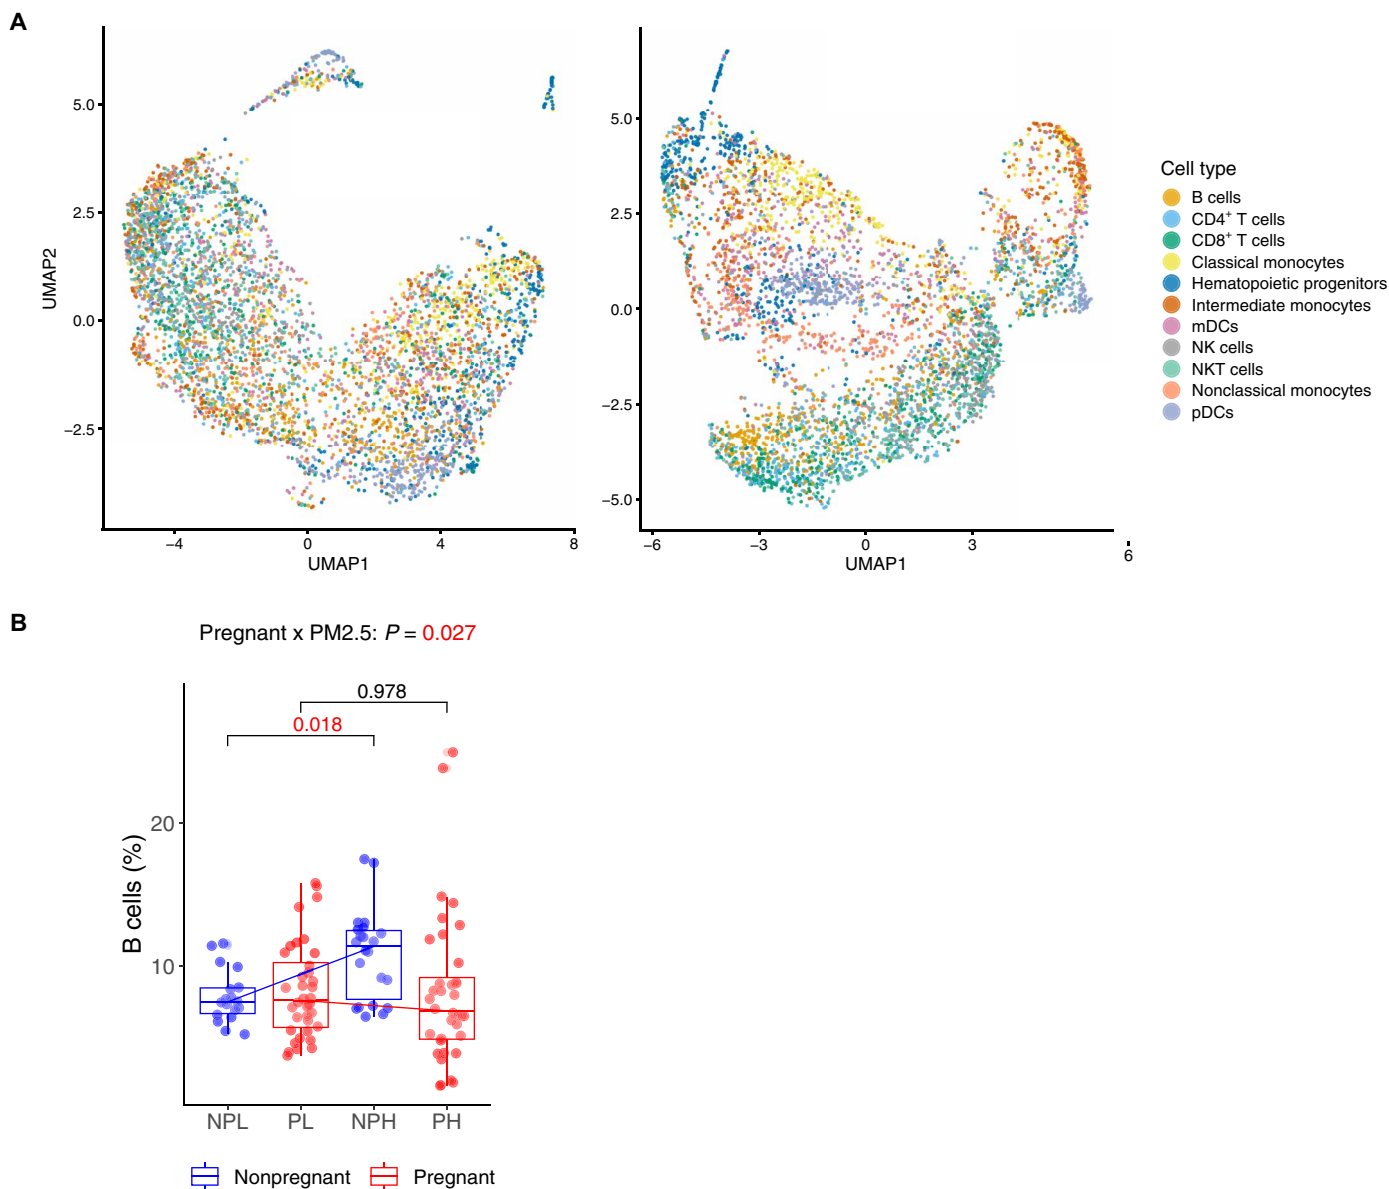 A
UMAP2
5.0
2.5
0.0
−2.5
−4
0
4
8
UMAP1
5.0
2.5
0.0
−2.5
−5.0
−6
−3
0
3
6
UMAP1
Cell type
B cells
CD4+ T cells
CD8+ T cells
Classical monocytes
Hematopoietic progenitors
Intermediate monocytes
mDCs
NK cells
NKT cells
Nonclassical monocytes
pDCs
B
Pregnant x PM2.5: P = 0.027
0.978
0.018
B cells (%)
20
10
NPL
PL
NPH
PH
Nonpregnant
Pregnant